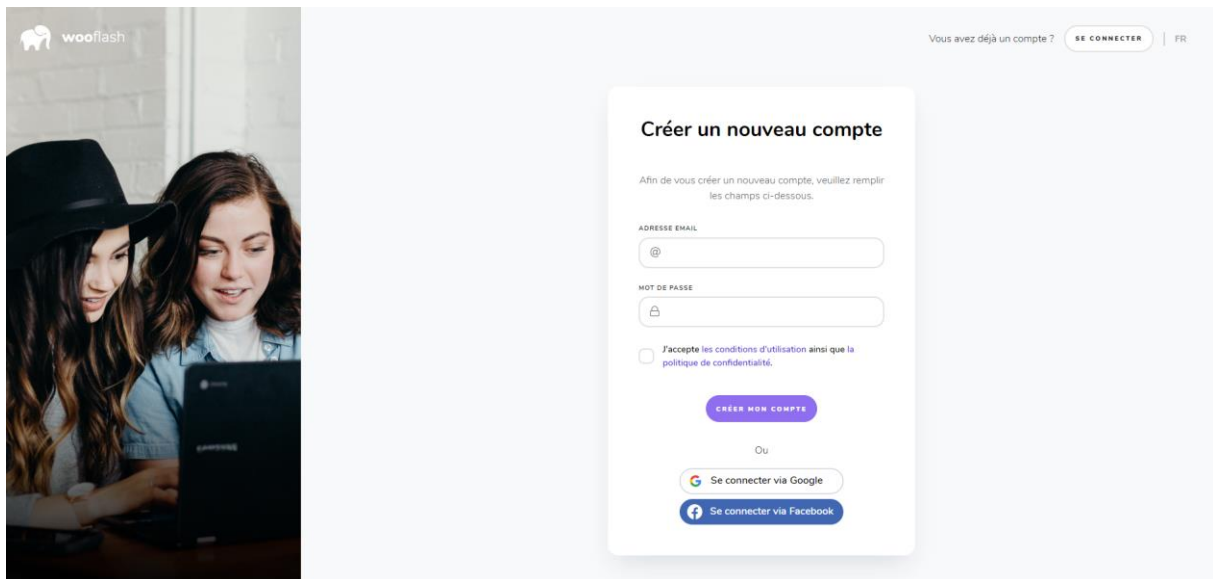 wooflash
Vous avez déjà un compte ?
SE CONNECTER
FR
Créer un nouveau compte
Afin de vous créer un nouveau compte, veuillez remplir
les champs ci-dessous.
ADRESSE EMAIL
@
MOT DE PASSE
J'accepte les conditions d'utilisation ainsi que la
politique de confidentialité.
CRÉER MON COMPTE
Ou
G Se connecter via Google
f Se connecter via Facebook
SAMSUNG